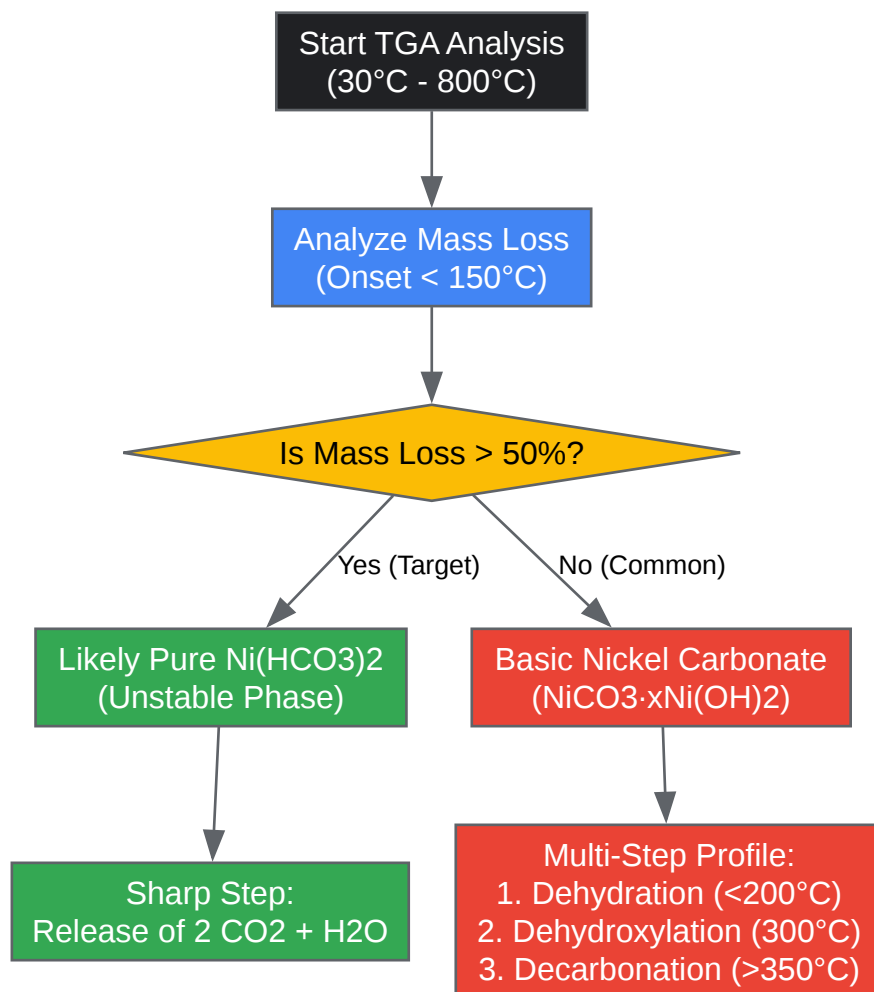 Start TGA Analysis
(30°C - 800°C)
Analyze Mass Loss
(Onset < 150°C)
Is Mass Loss > 50%?
Yes (Target)
No (Common)
Likely Pure Ni(HCO3)2
(Unstable Phase)
Basic Nickel Carbonate
(NiCO3·xNi(OH)2)
Sharp Step:
Release of 2 CO2 + H2O
Multi-Step Profile:
1. Dehydration (<200°C)
2. Dehydroxylation (300°C)
3. Decarbonation (>350°C)